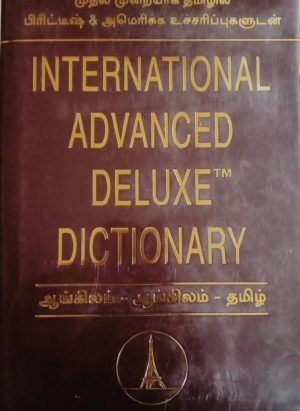 முதல் முறையாக தமிழில்
பிரிட்டிஷ் & அமெரிக்க உச்சரிப்புகளுடன்
INTERNATIONAL
ADVANCED
DELUXE™
DICTIONARY
ஆங்கிலம் - ஆங்கிலம் - தமிழ்